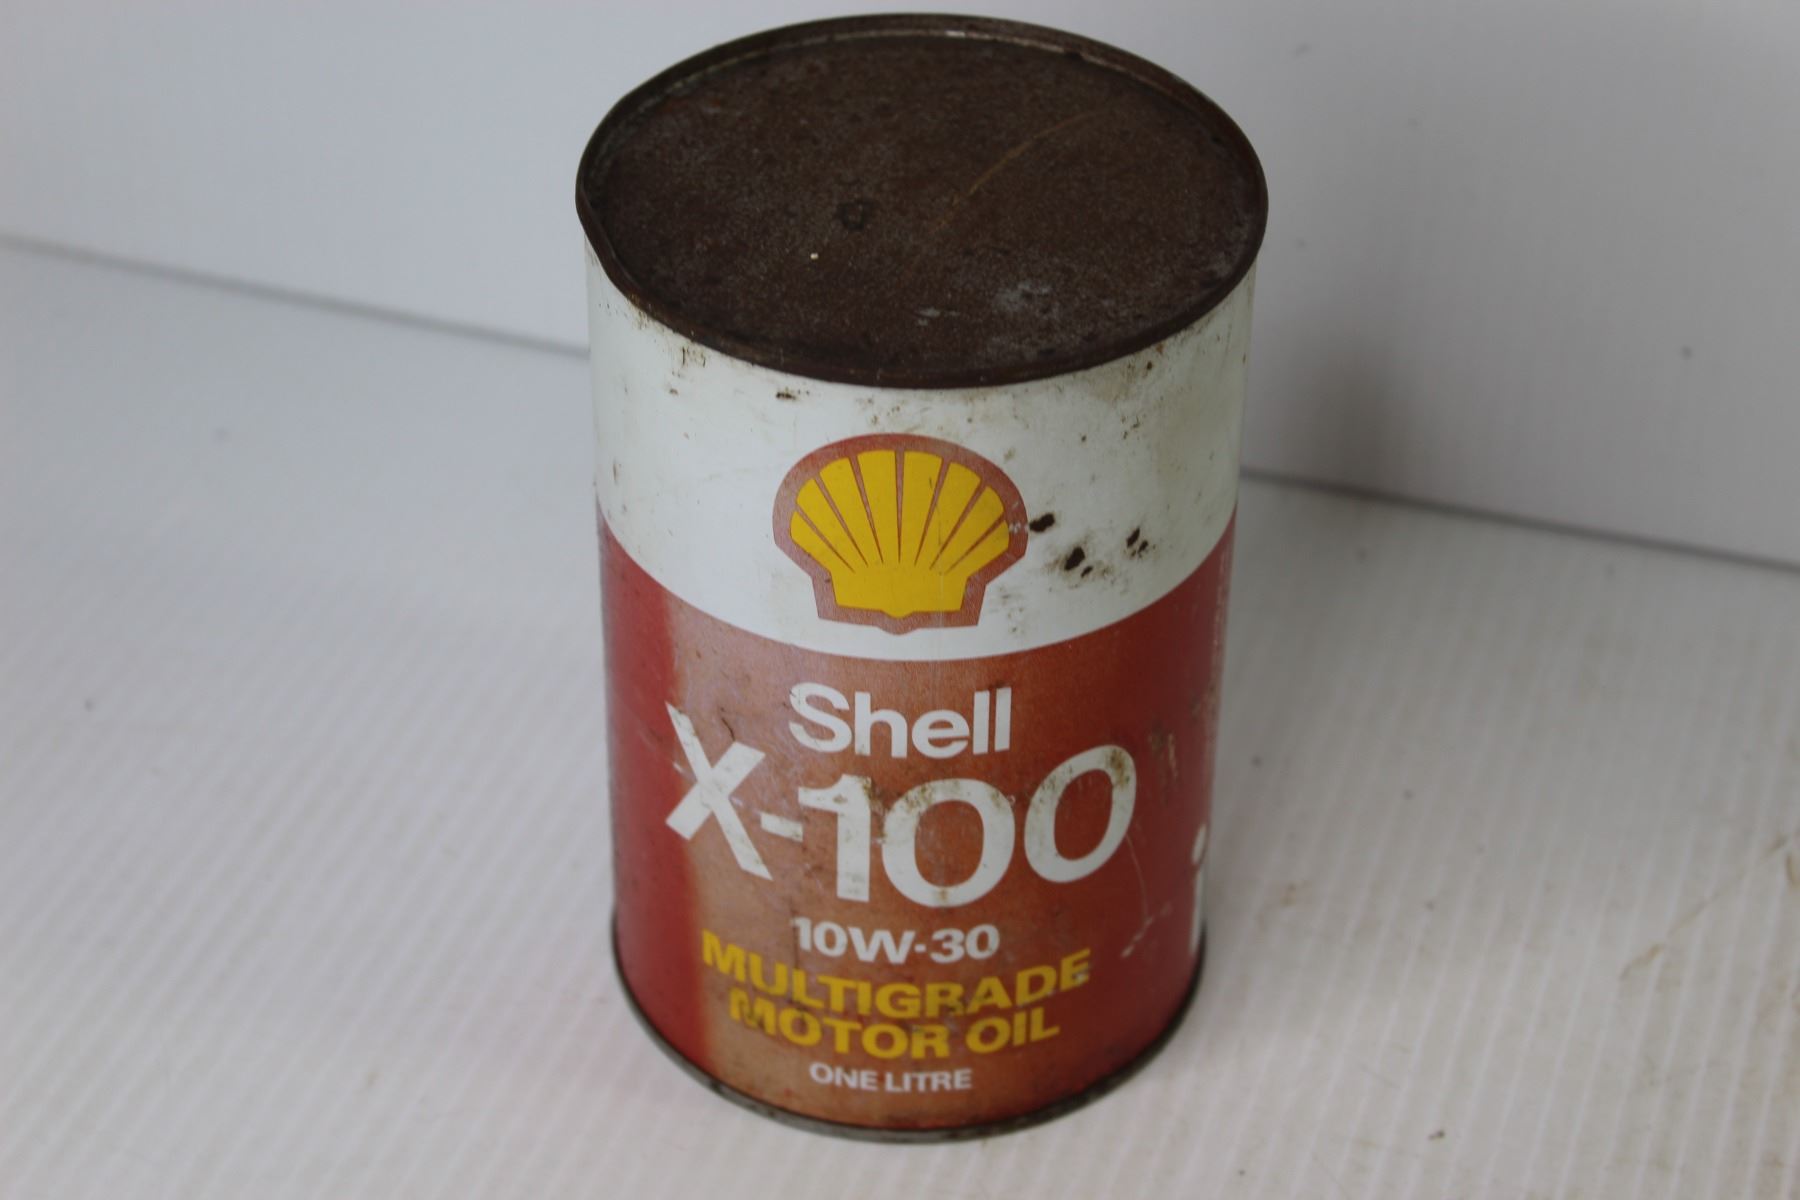 Shell
X-100
10W-30
MULTIGRADE
MOTOR OIL
ONE LITRE